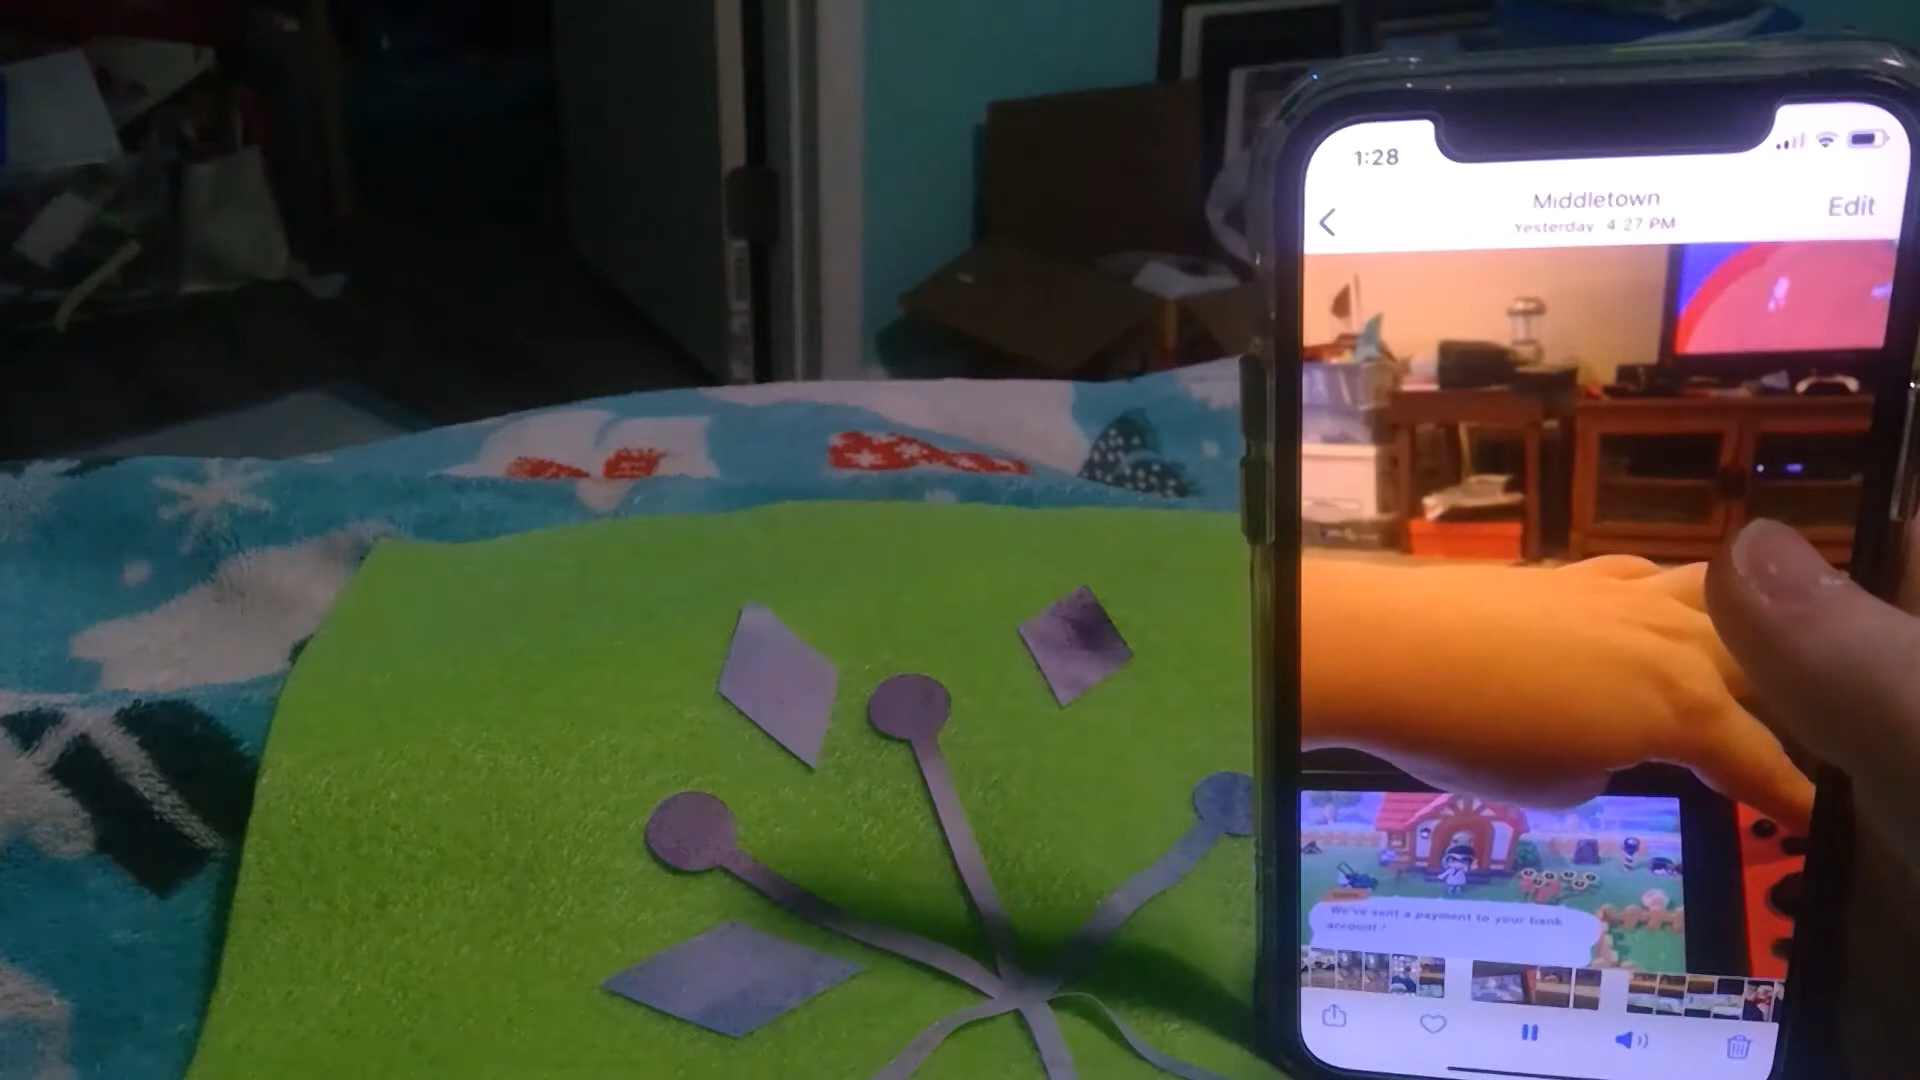 1:28
Middletown
Yesterday 4:27 PM
Edit
We've sent a payment to your bank
account